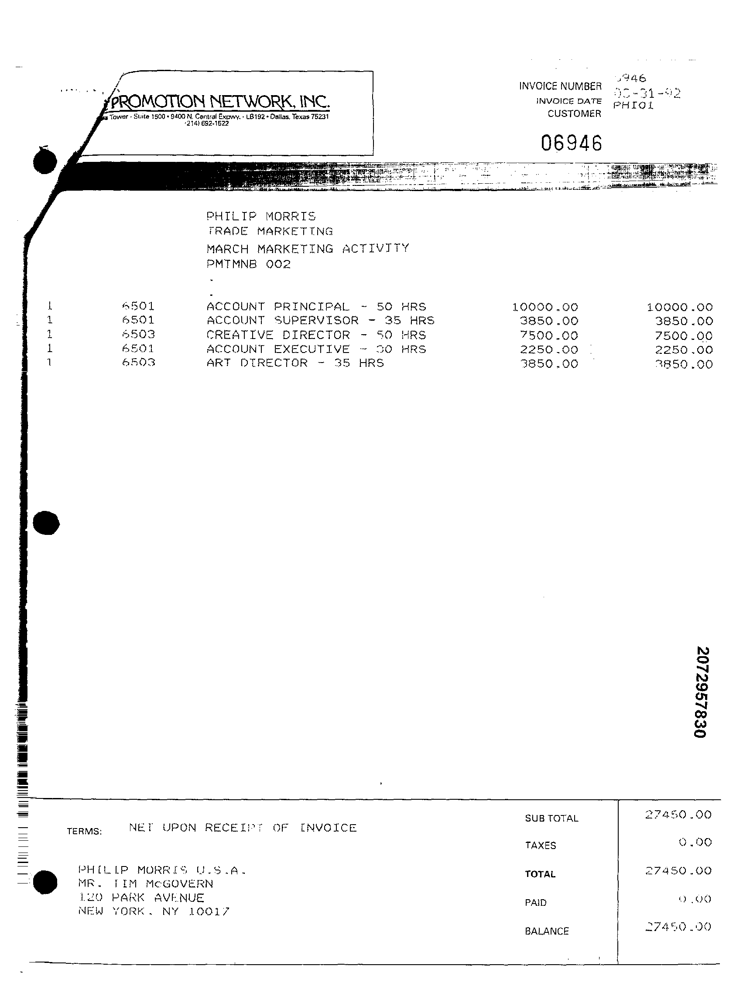 PROMOTION NETWORK, INC.
Tower - Suite 1500 • 9400 N. Central Expwy. • LB192 • Dallas, Texas 75231
214) 692-1522
INVOICE NUMBER 6946
INVOICE DATE -31-92
CUSTOMER PHI01
06946
PHILIP MORRIS
TRADE MARKETING
MARCH MARKETING ACTIVITY
PMTMNB 002
.
.
1 6501 ACCOUNT PRINCIPAL - 50 HRS 10000.00 10000.00
1 6501 ACCOUNT SUPERVISOR - 35 HRS 3850.00 3850.00
1 6503 CREATIVE DIRECTOR - 50 HRS 7500.00 7500.00
1 6501 ACCOUNT EXECUTIVE - 30 HRS 2250.00 2250.00
1 6503 ART DIRECTOR - 35 HRS 3850.00 3850.00
2072957830
TERMS: NET UPON RECEIPT OF INVOICE
SUB TOTAL 27450.00
TAXES 0.00
TOTAL 27450.00
PAID 0.00
BALANCE 27450.00
PHILIP MORRIS U.S.A.
MR. TIM McGOVERN
120 PARK AVENUE
NEW YORK, NY 10017